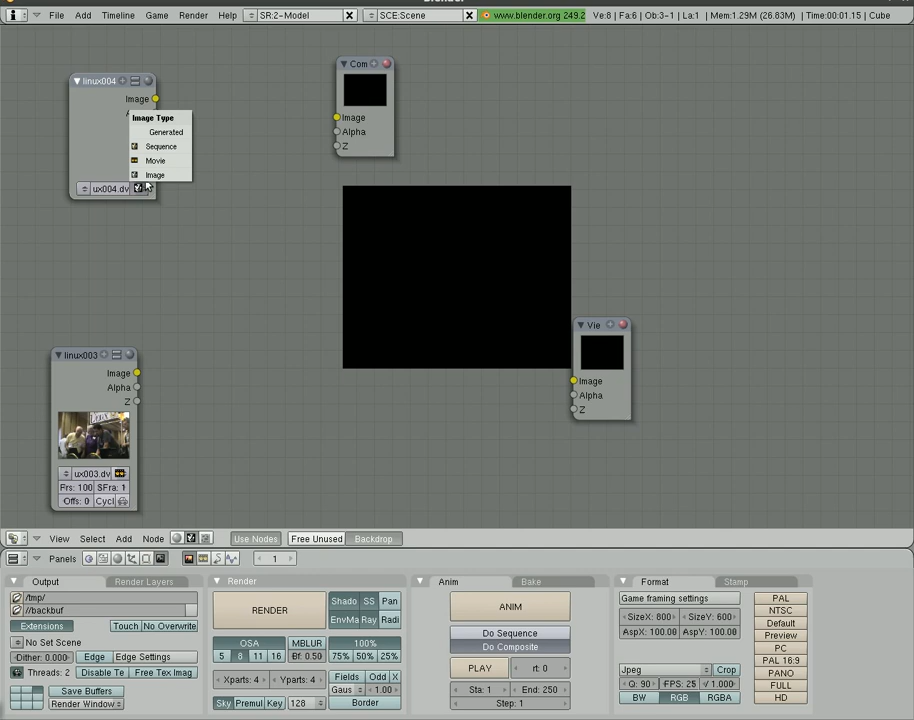 Blender
File Add Timeline Game Render Help SR:2-Model SCE:Scene www.blender.org 249.2 Ve:8 | Fa:6 | Ob:3-1 | La:1 | Mem:1.29M (26.83M) | Time:00:01.15 | Cube
linux004
Image
Image Type
Generated
Sequence
Movie
Image
ux004.dv
Com
Image
Alpha
Z
Vie
Image
Alpha
Z
linux003
Image
Alpha
Z
ux003.dv
Frs: 100 SFra: 1
Offs: 0 Cycl
View Select Add Node Use Nodes Free Unused Backdrop
Panels 1
Output Render Layers
/tmp/
//backbuf
Extensions Touch No Overwrite
No Set Scene
Dither: 0.000 Edge Edge Settings
Threads: 2 Disable Te Free Tex Imag
Save Buffers
Render Window
Render
RENDER
Shado SS Pan
EnvMa Ray Radi
OSA MBLUR 100%
5 8 11 16 Bf: 0.50 75% 50% 25%
Xparts: 4 Yparts: 4 Fields Odd X
Gaus 1.00
Sky Premul Key 128 Border
Anim Bake
ANIM
Do Sequence
Do Composite
PLAY rt: 0
Sta: 1 End: 250
Step: 1
Format Stamp
Game framing settings
SizeX: 800 SizeY: 600
AspX: 100.00 AspY: 100.00
Jpeg Crop
Q: 90 FPS: 25 / 1.000
BW RGB RGBA
PAL
NTSC
Default
Preview
PC
PAL 16:9
PANO
FULL
HD